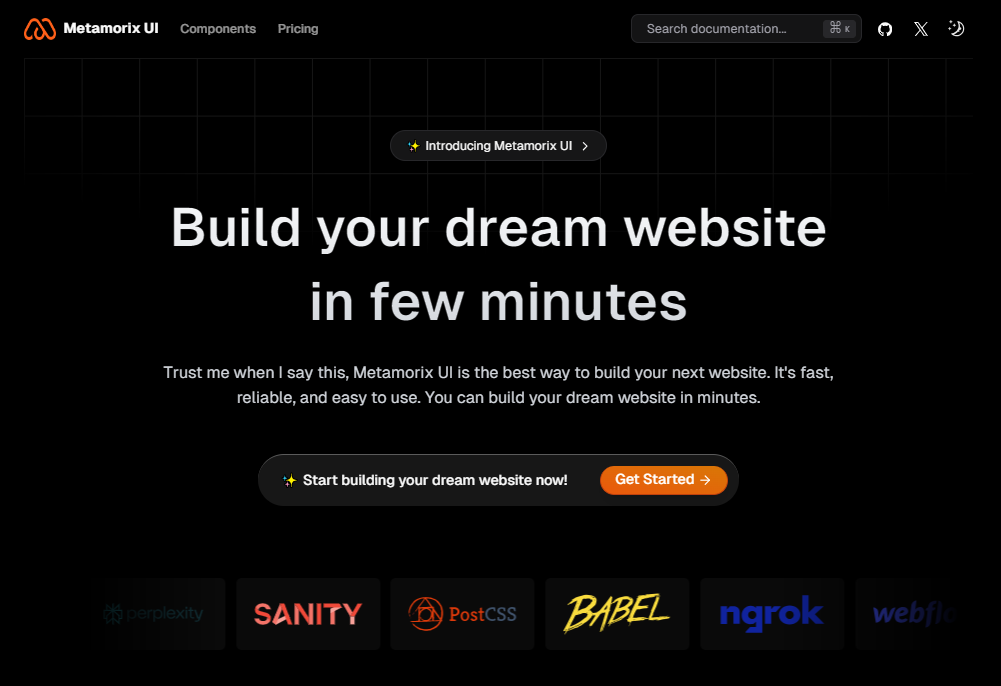 Metamorix UI Components Pricing Search documentation... ⌘ K
✨ Introducing Metamorix UI >
Build your dream website
in few minutes
Trust me when I say this, Metamorix UI is the best way to build your next website. It's fast,
reliable, and easy to use. You can build your dream website in minutes.
✨ Start building your dream website now! Get Started →
perplexity SANITY PostCSS BABEL ngrok webflo